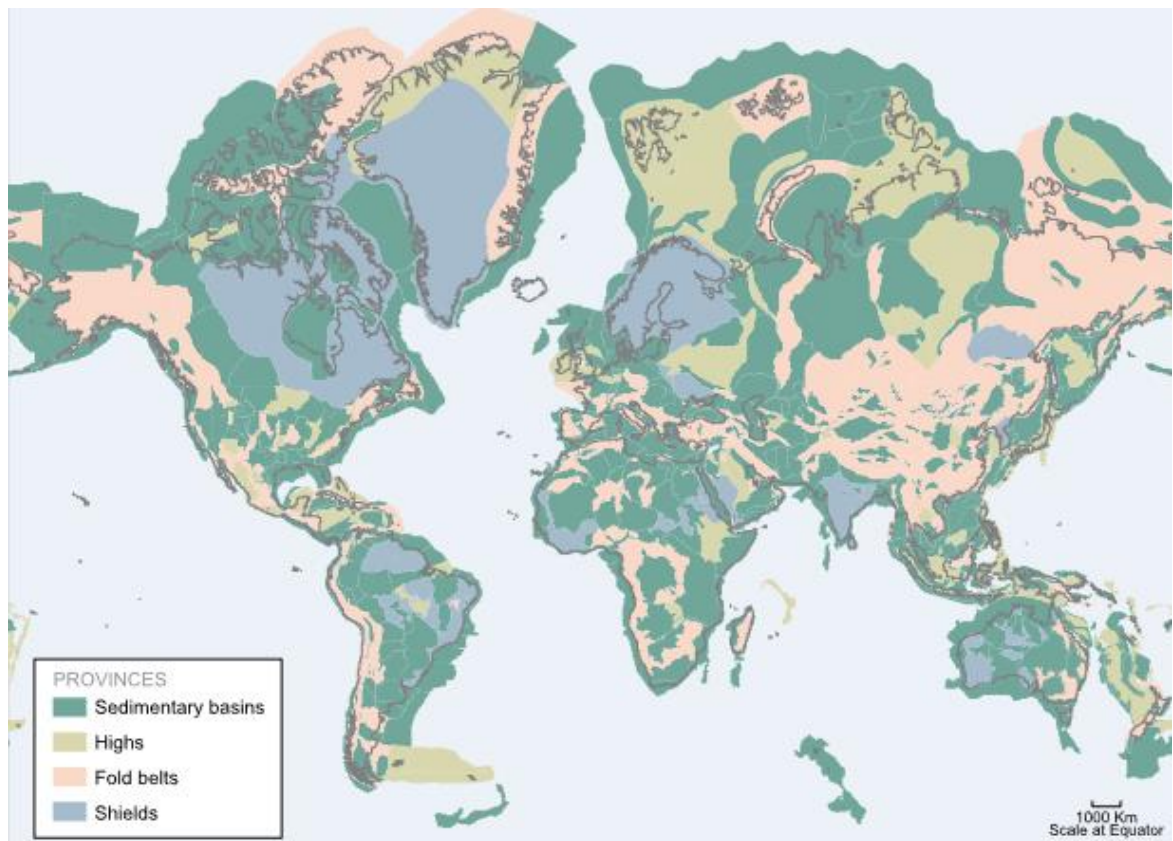 PROVINCES
Sedimentary basins
Highs
Fold belts
Shields
1000 Km
Scale at Equator